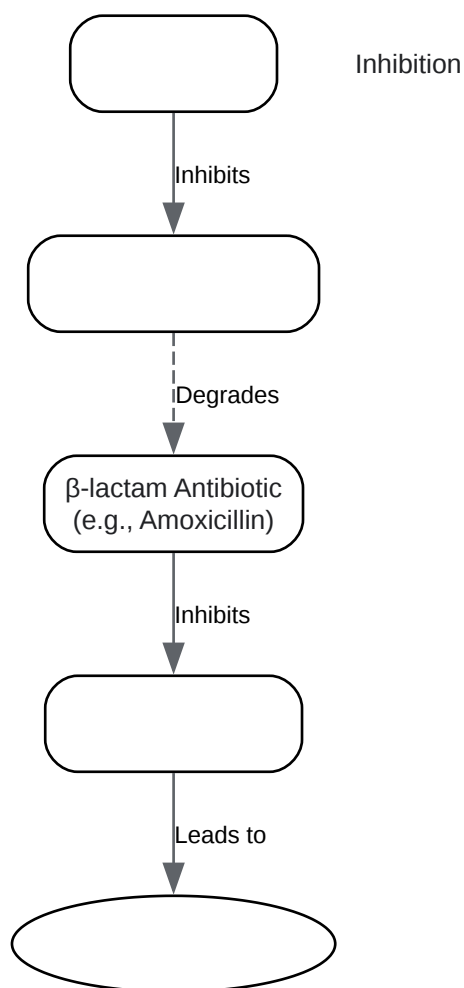 Inhibition
Inhibits
Degrades
β-lactam Antibiotic
(e.g., Amoxicillin)
Inhibits
Leads to